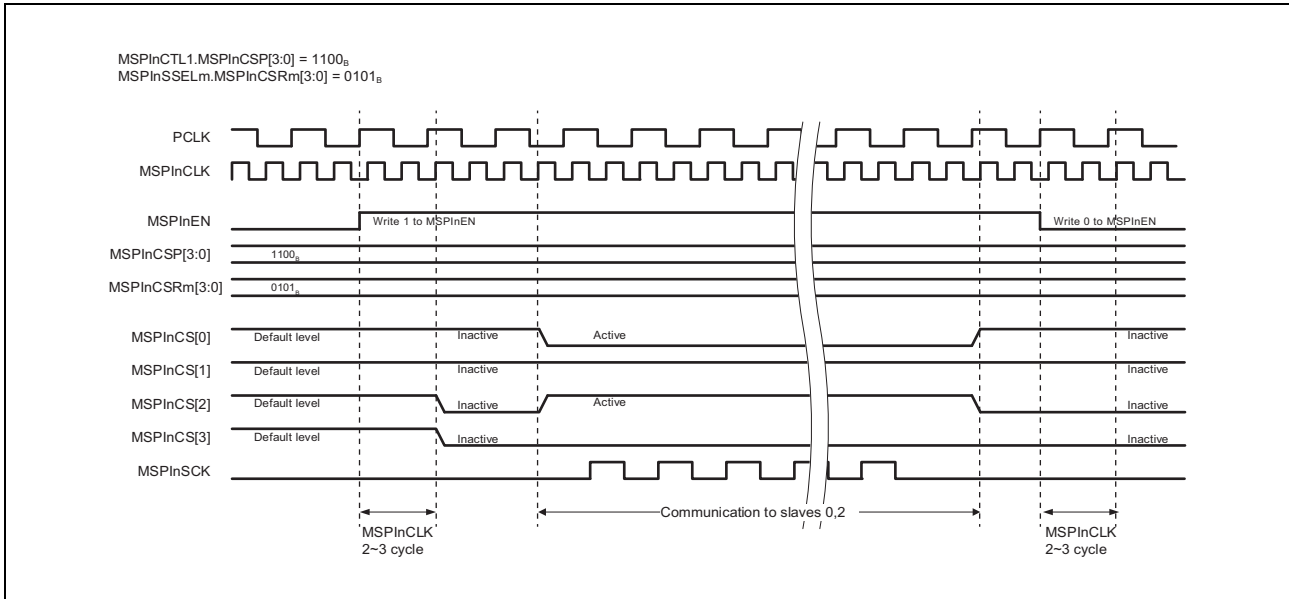 MSPInCTL1.MSPInCSP[3:0] = 1100B
MSPInSSELm.MSPInCSRm[3:0] = 0101B
PCLK
MSPInCLK
MSPInEN Write 1 to MSPInEN Write 0 to MSPInEN
MSPInCSP[3:0] 1100B
MSPInCSRm[3:0] 0101B
MSPInCS[0] Default level Inactive Active Inactive
MSPInCS[1] Default level Inactive Inactive
MSPInCS[2] Default level Inactive Active Inactive
MSPInCS[3] Default level Inactive Inactive
MSPInSCK
Communication to slaves 0,2
MSPInCLK
2~3 cycle
MSPInCLK
2~3 cycle